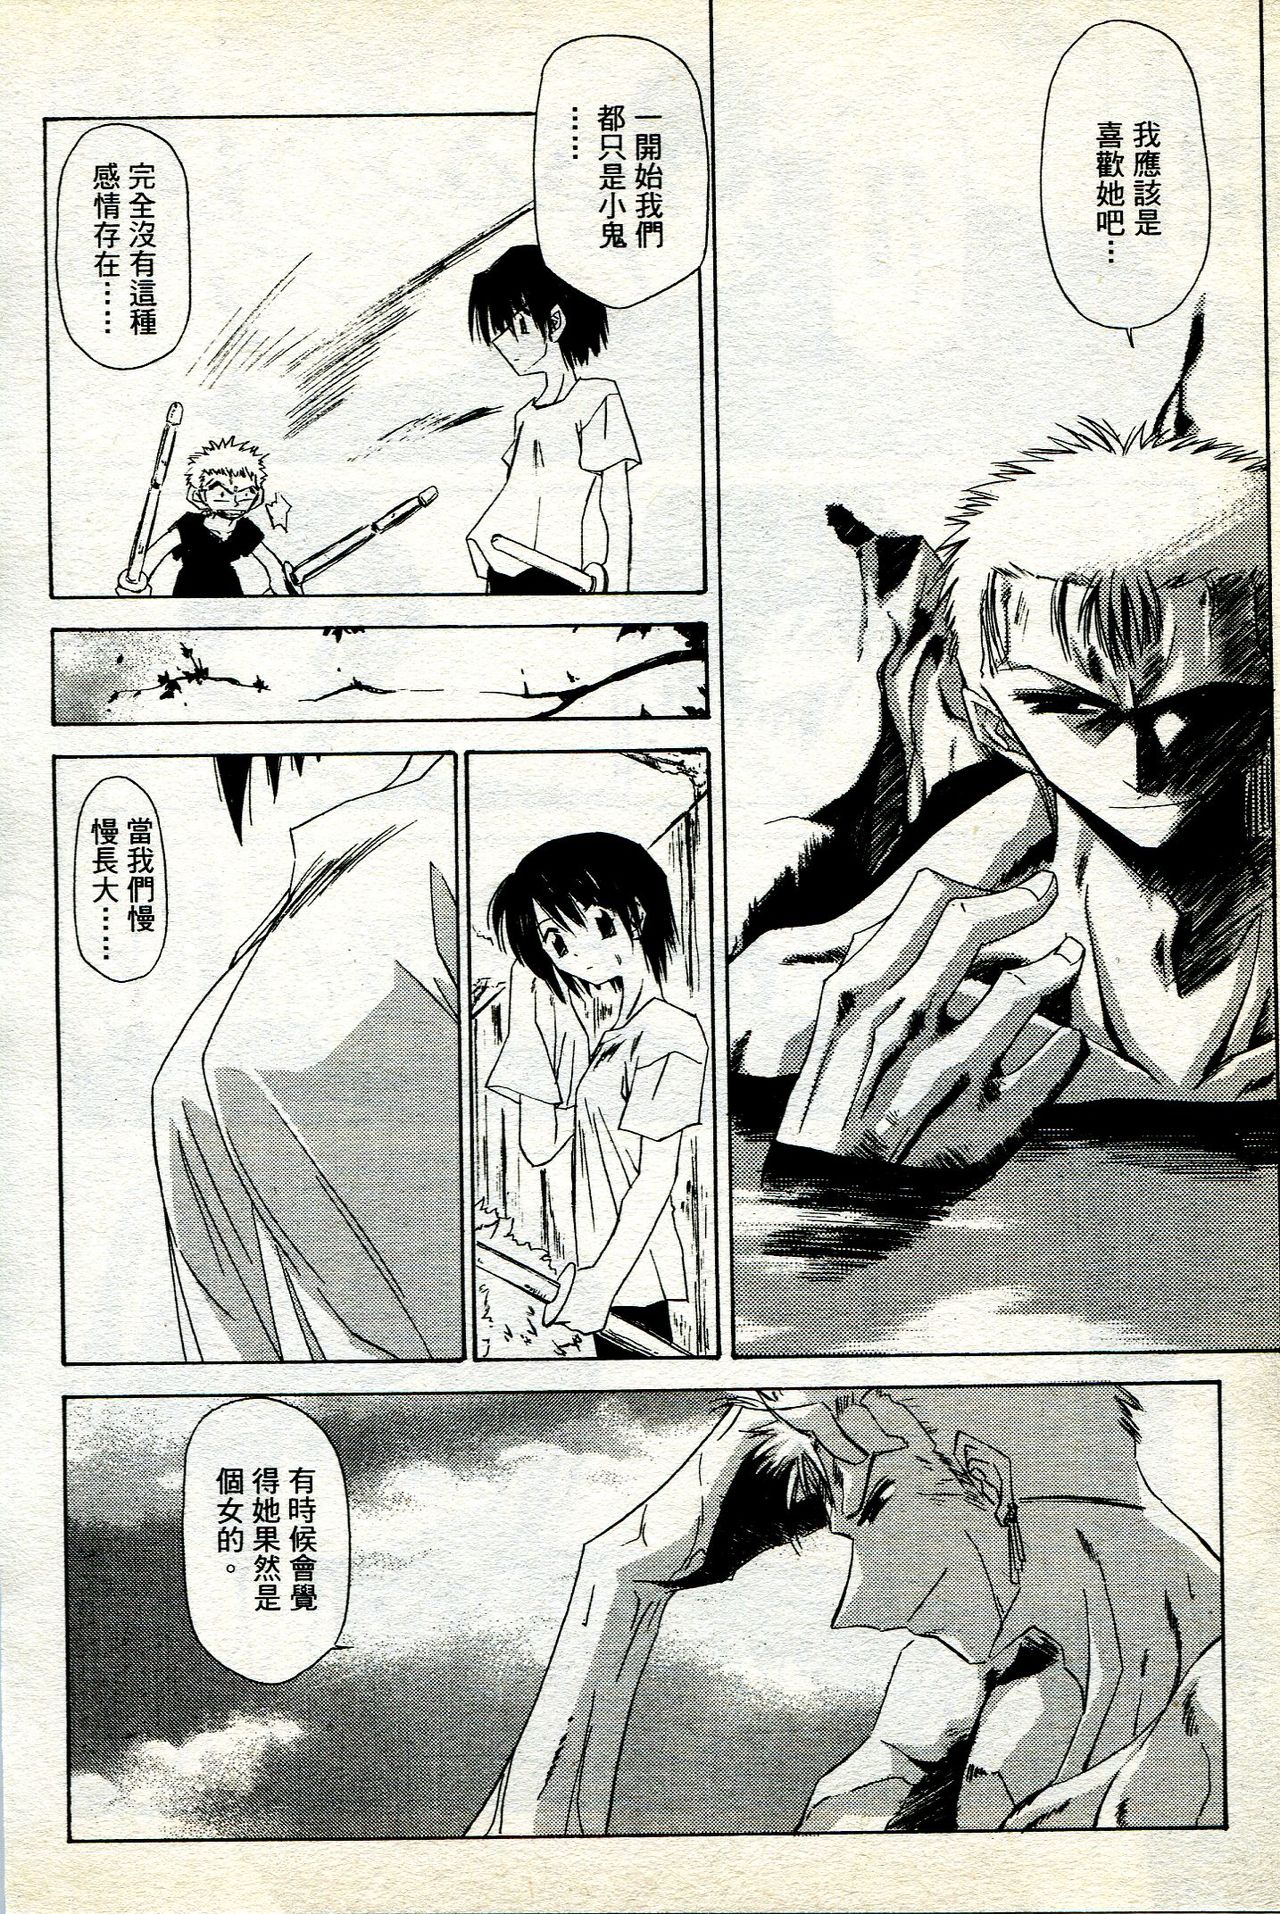 我應該是
喜歡她吧…
一開始我們
都只是小鬼
……
完全沒有這種
感情存在……
當我們慢
慢長大……
有時候會覺
得她果然是
個女的。